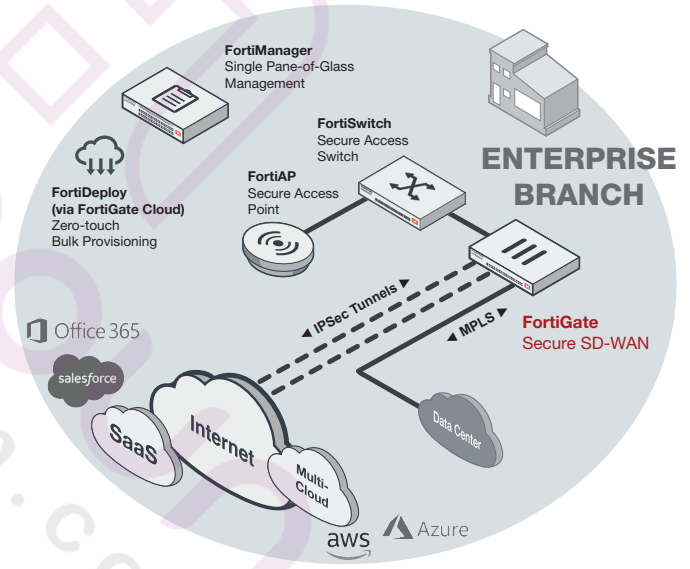 FortiManager
Single Pane-of-Glass
Management
FortiSwitch
Secure Access
Switch
ENTERPRISE
BRANCH
FortiAP
Secure Access
Point
FortiDeploy
(via FortiGate Cloud)
Zero-touch
Bulk Provisioning
IPSec Tunnels
MPLS
FortiGate
Secure SD-WAN
Office 365
salesforce
SaaS
Internet
Multi-
Cloud
Data Center
aws
Azure